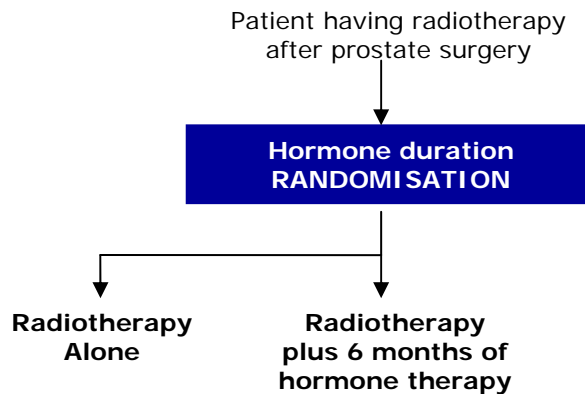 Patient having radiotherapy
after prostate surgery
Hormone duration
RANDOMISATION
Radiotherapy
Alone
Radiotherapy
plus 6 months of
hormone therapy